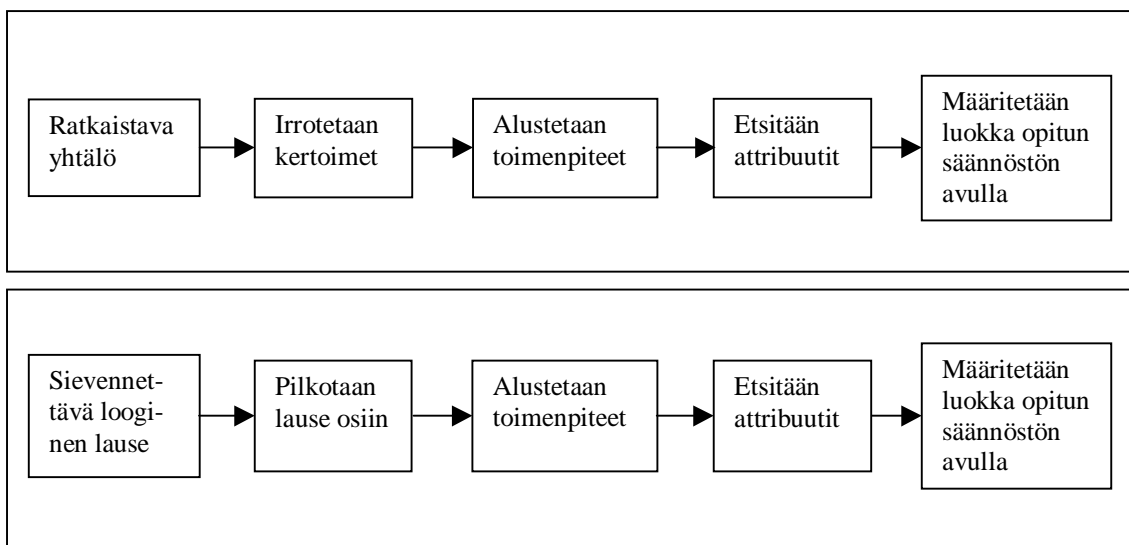 Ratkaistava
yhtälö
Irrotetaan
kertoimet
Alustetaan
toimenpiteet
Etsitään
attribuutit
Määritetään
luokka opitun
säännöstön
avulla
Sievennet-
tävä loogi-
nen lause
Pilkotaan
lause osiin
Alustetaan
toimenpiteet
Etsitään
attribuutit
Määritetään
luokka opitun
säännöstön
avulla